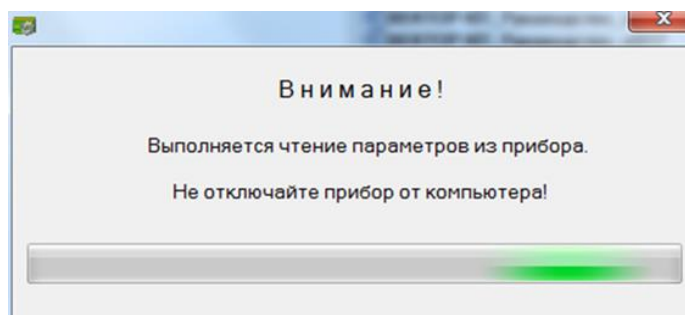 Внимание!
Выполняется чтение параметров из прибора.
Не отключайте прибор от компьютера!